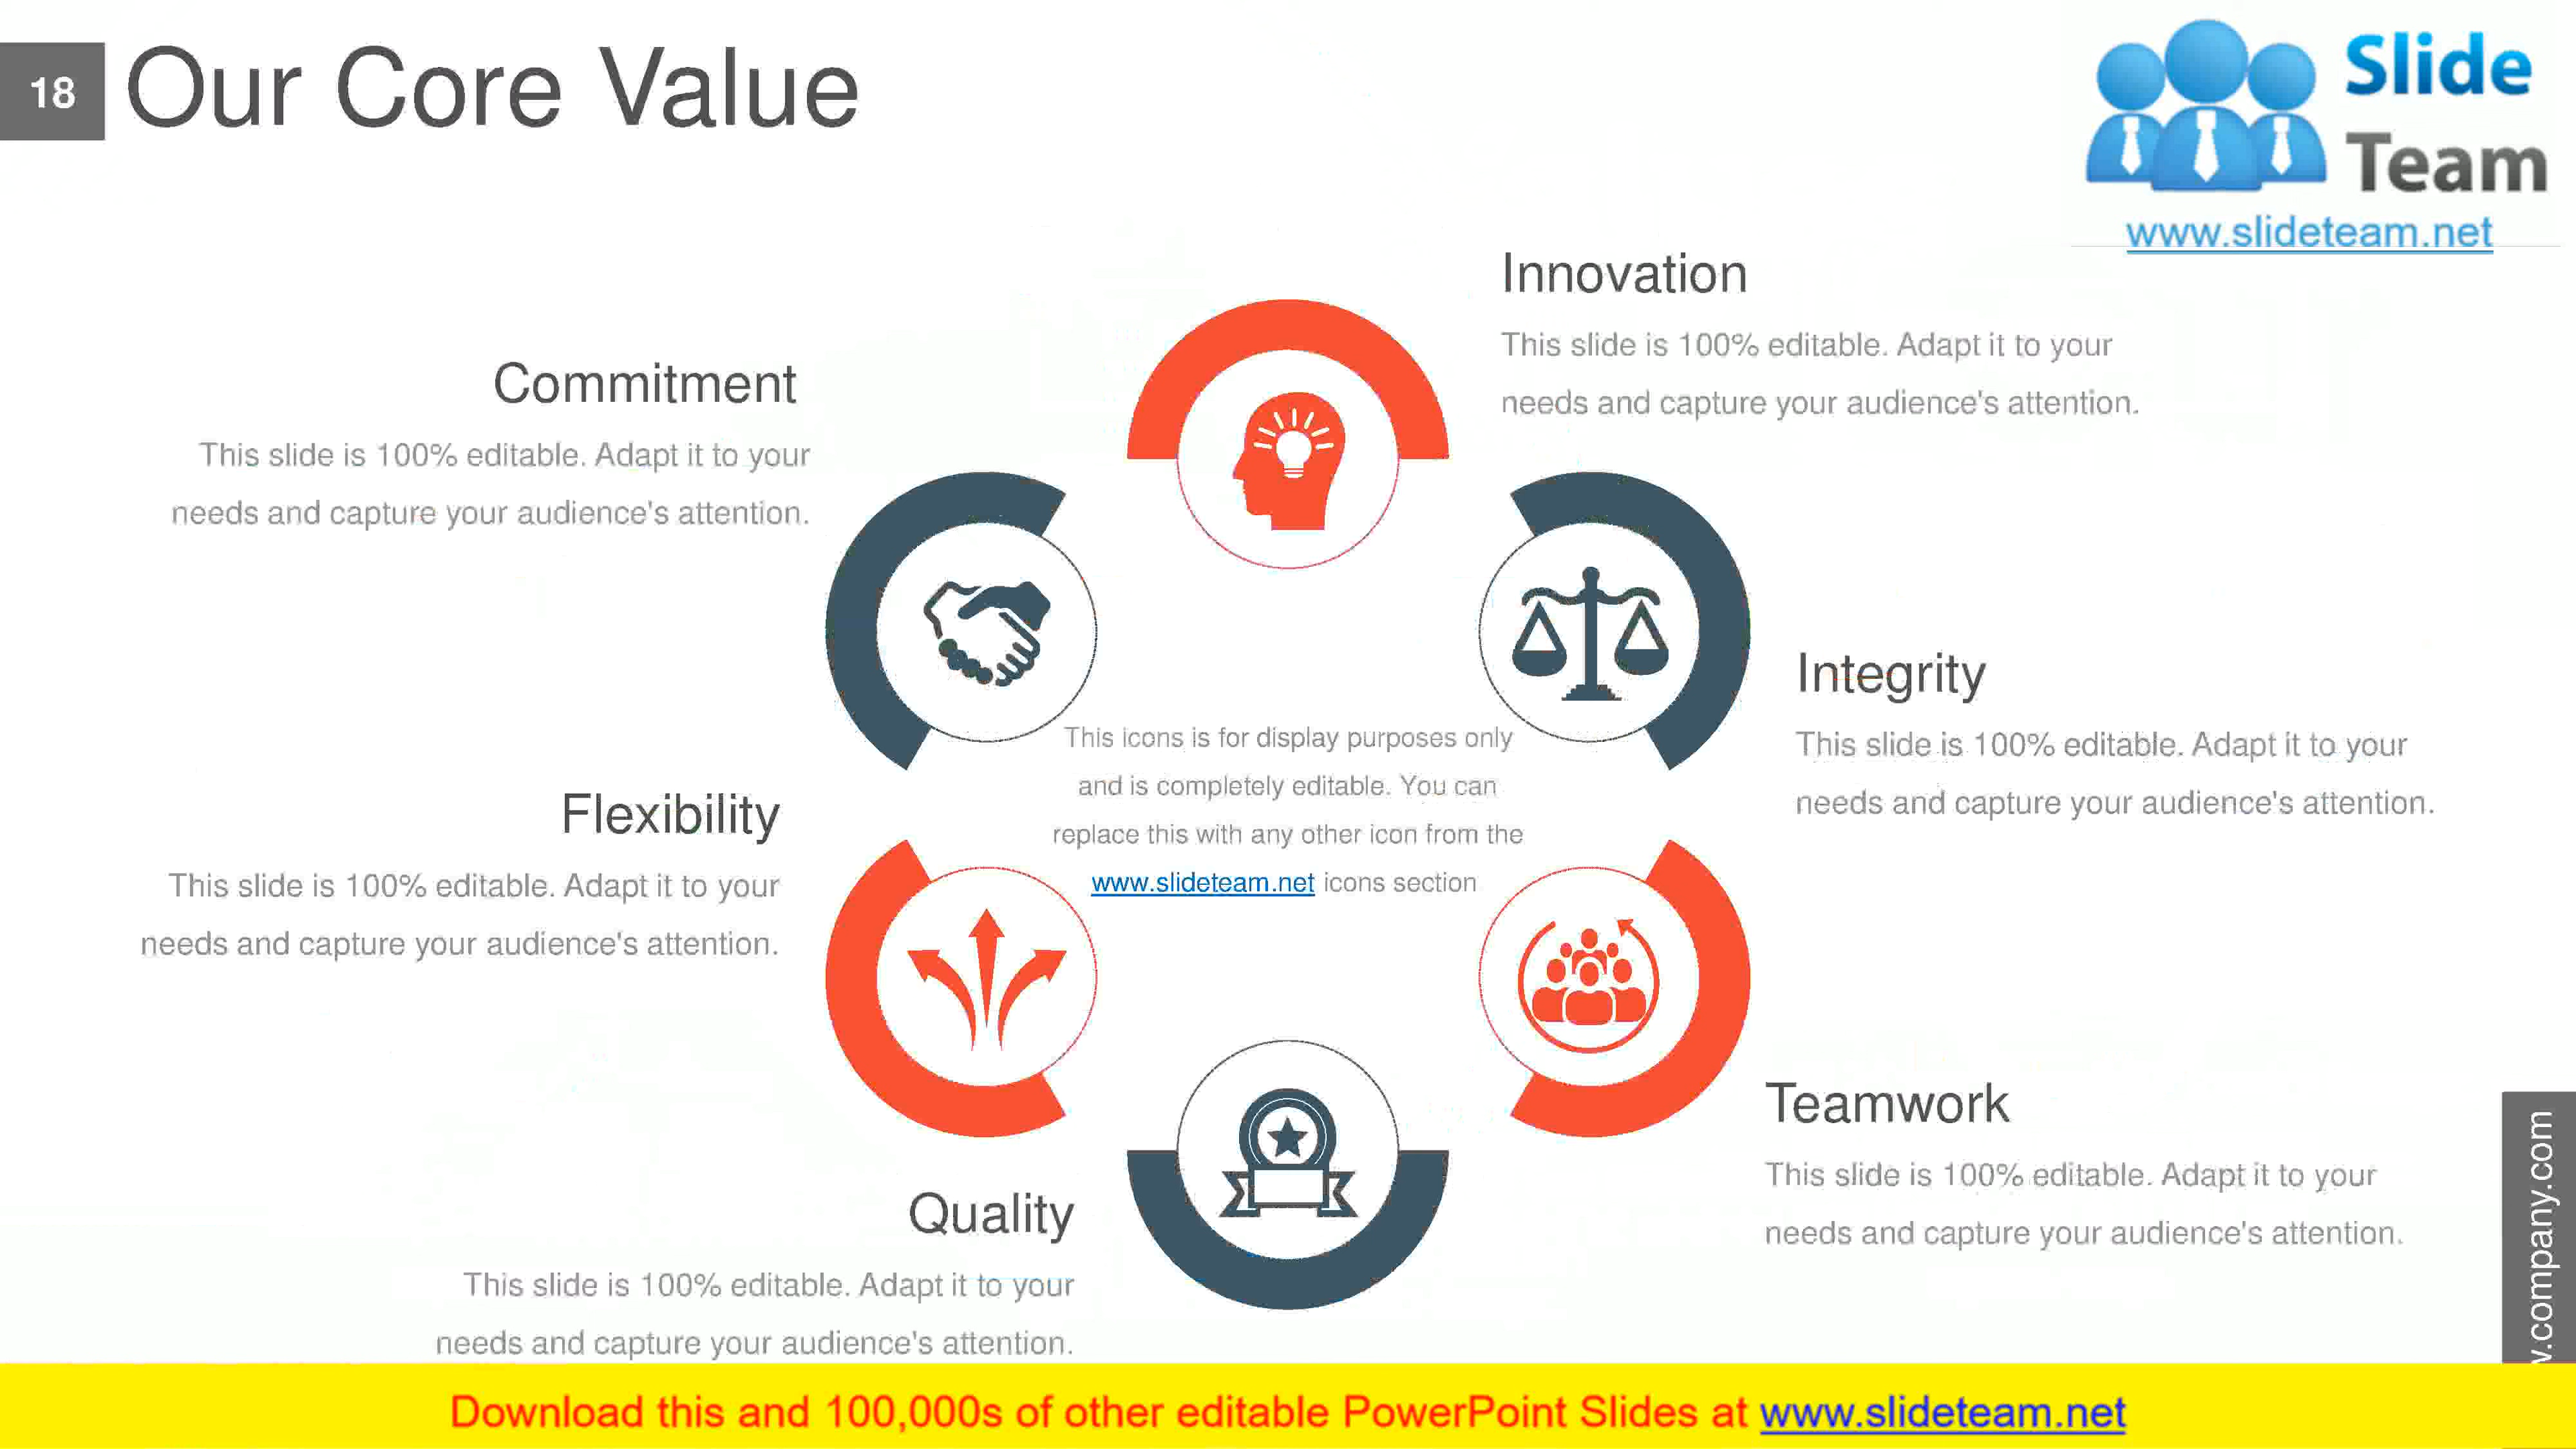 18
Our Core Value
Slide
Team
www.slideteam.net
Innovation
This slide is 100% editable. Adapt it to your
needs and capture your audience's attention.
Commitment
This slide is 100% editable. Adapt it to your
needs and capture your audience's attention.
Integrity
This slide is 100% editable. Adapt it to your
needs and capture your audience's attention.
This icons is for display purposes only
and is completely editable. You can
replace this with any other icon from the
www.slideteam.net icons section
Flexibility
This slide is 100% editable. Adapt it to your
needs and capture your audience's attention.
Teamwork
This slide is 100% editable. Adapt it to your
needs and capture your audience's attention.
Quality
This slide is 100% editable. Adapt it to your
needs and capture your audience's attention.
.company.com
Download this and 100,000s of other editable PowerPoint Slides at www.slideteam.net